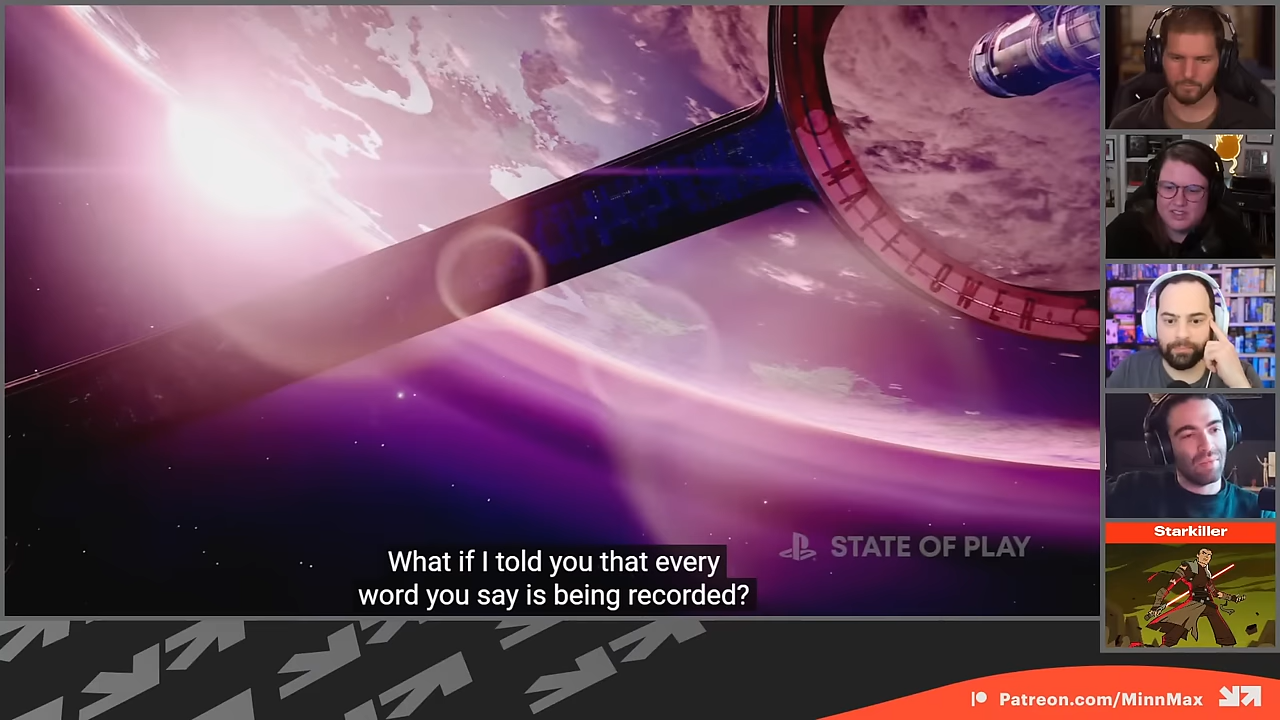 MAYFLOWER
What if I told you that every
word you say is being recorded?
STATE OF PLAY
Starkiller
Patreon.com/MinnMax